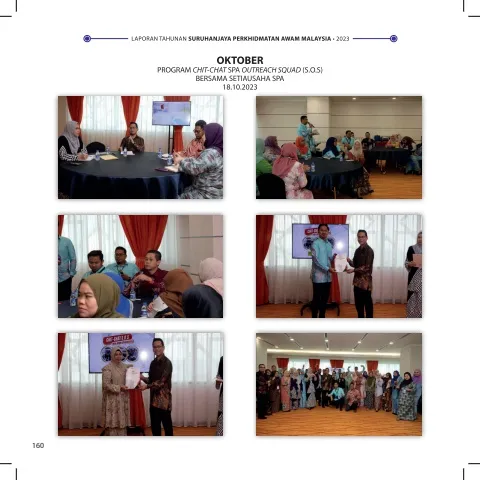 LAPORAN TAHUNAN SURUHANJAYA PERKHIDMATAN AWAM MALAYSIA • 2023
OKTOBER
PROGRAM CHIT-CHAT SPA OUTREACH SQUAD (S.O.S)
BERSAMA SETIAUSAHA SPA
18.10.2023
160